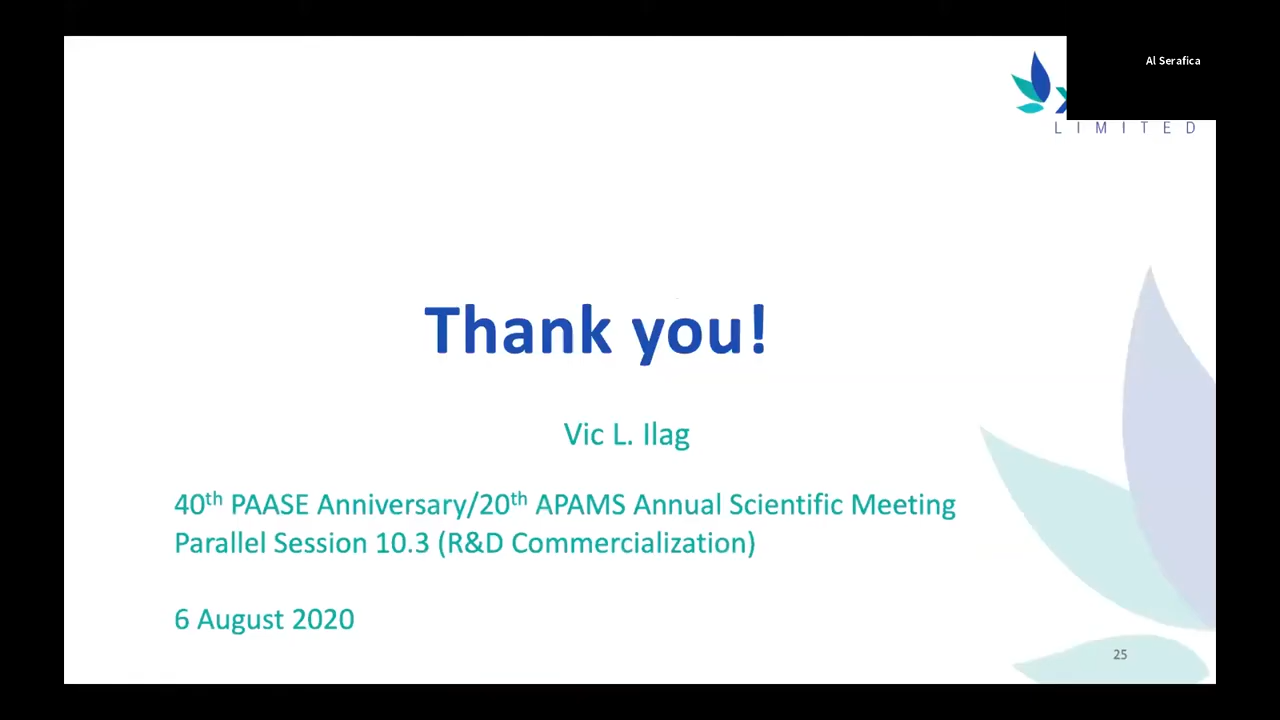 Al Serafica
LIMITED
Thank you!
Vic L. Ilag
40th PAASE Anniversary/20th APAMS Annual Scientific Meeting
Parallel Session 10.3 (R&D Commercialization)
6 August 2020
25